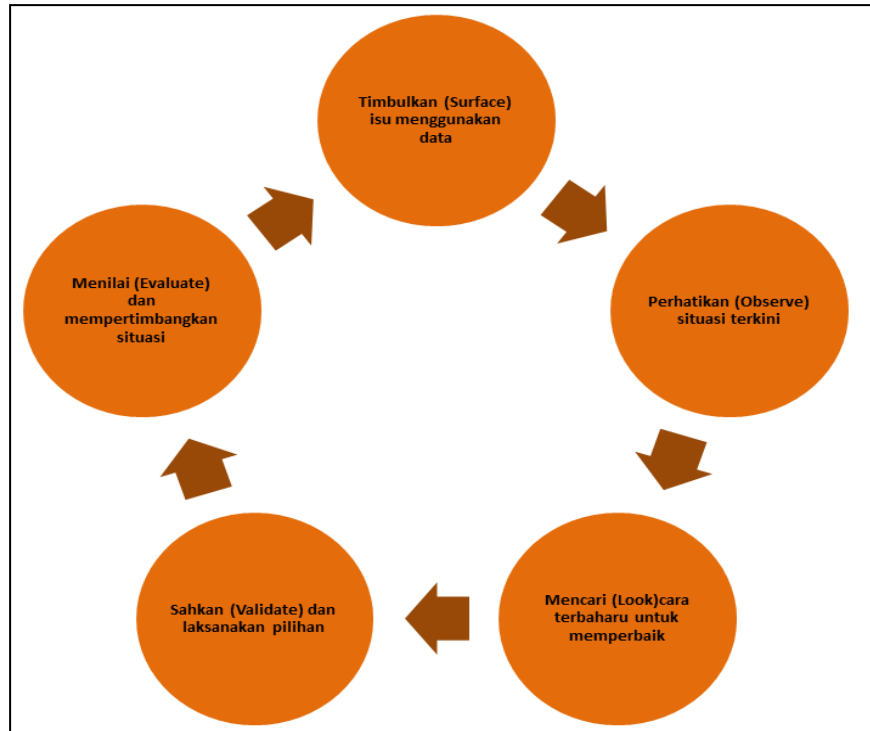 Timbulkan (Surface)
isu menggunakan
data
Perhatikan (Observe)
situasi terkini
Mencari (Look)cara
terbaharu untuk
memperbaik
Sahkan (Validate) dan
laksanakan pilihan
Menilai (Evaluate)
dan
mempertimbangkan
situasi